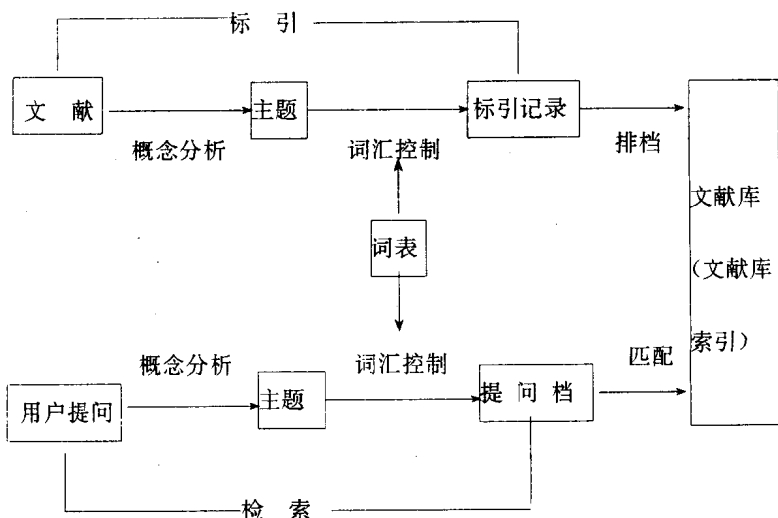 标 引
文 献
主题
标引记录
概念分析
词汇控制
排档
词表
文献库
(文献库
索引)
概念分析
词汇控制
匹配
用户提问
主题
提 问 档
检 索